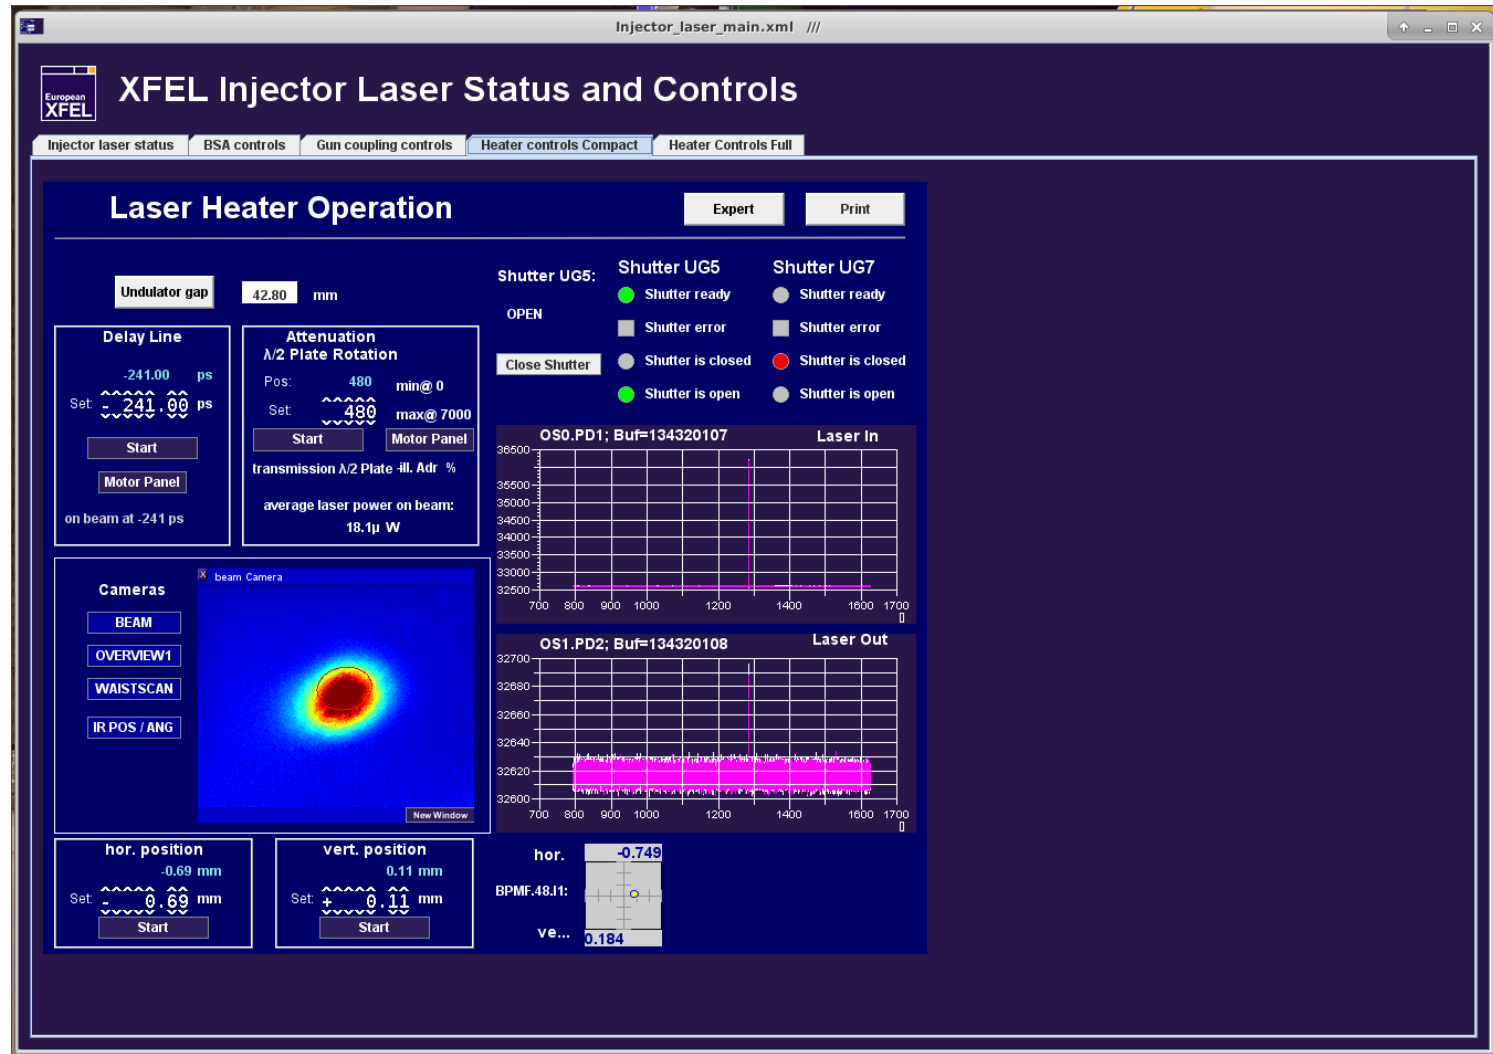 Injector_laser_main.xml ///
European
XFEL
XFEL Injector Laser Status and Controls
Injector laser status BSA controls Gun coupling controls Heater controls Compact Heater Controls Full
Laser Heater Operation
Expert Print
Undulator gap 42.80 mm
Delay Line
-241.00 ps
Set: - 241.00 ps
Start
Motor Panel
on beam at -241 ps
Attenuation
λ/2 Plate Rotation
Pos: 480 min@ 0
Set: 480 max@ 7000
Start Motor Panel
transmission λ/2 Plate -ill. Adr %
average laser power on beam:
18.1µ W
Shutter UG5:
OPEN
Close Shutter
Shutter UG5
Shutter ready
Shutter error
Shutter is closed
Shutter is open
Shutter UG7
Shutter ready
Shutter error
Shutter is closed
Shutter is open
OS0.PD1; Buf=134320107 Laser In
36500
35500
35000
34500
34000
33500
33000
32500
700 800 900 1000 1200 1400 1600 1700
[]
OS1.PD2; Buf=134320108 Laser Out
32700
32680
32660
32640
32620
32600
700 800 900 1000 1200 1400 1600 1700
[]
Cameras
BEAM
OVERVIEW1
WAISTSCAN
IR POS / ANG
X beam Camera
New Window
hor. position
-0.69 mm
Set: - 0.69 mm
Start
vert. position
0.11 mm
Set: + 0.11 mm
Start
hor. -0.749
BPMF.48.I1:
ve... 0.184